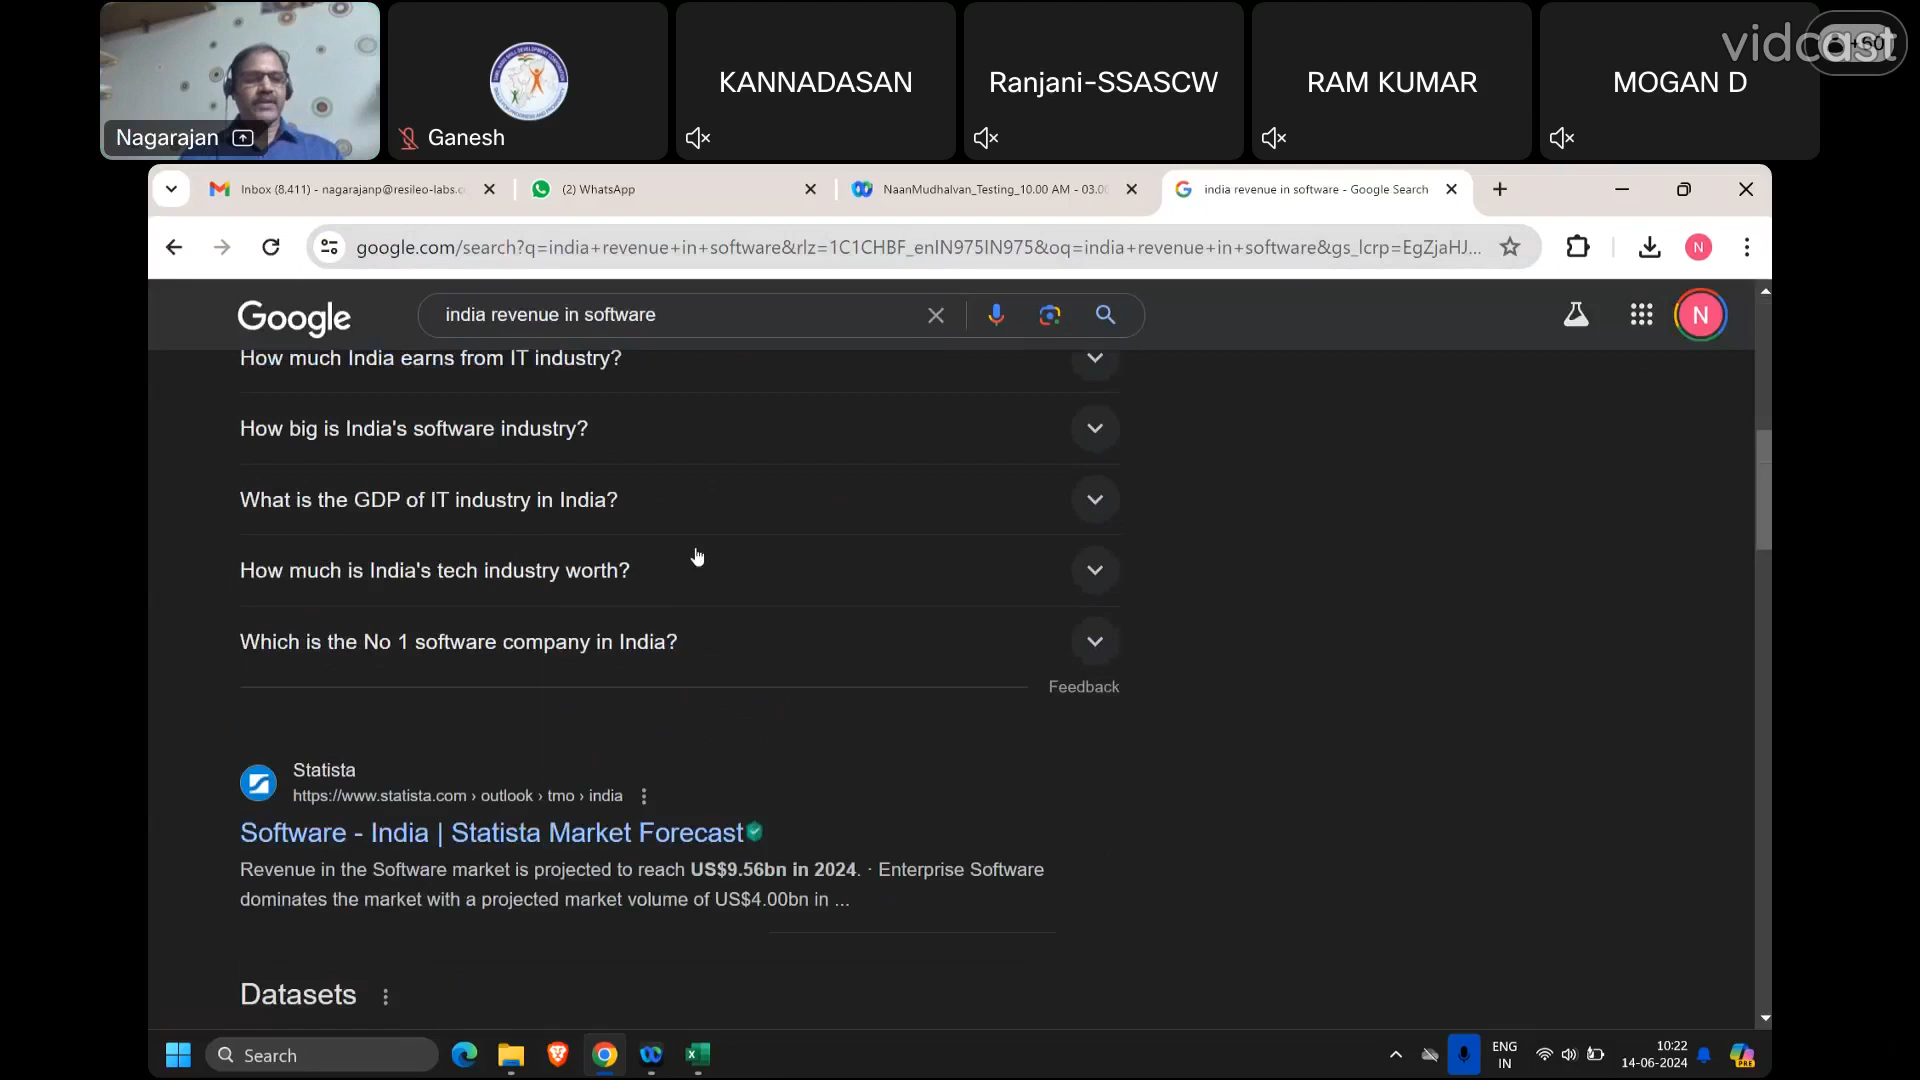 vidcast
+60
Nagarajan
Ganesh
KANNADASAN
Ranjani-SSASCW
RAM KUMAR
MOGAN D
Inbox (8,411) - nagarajanp@resileo-labs.c
(2) WhatsApp
NaanMudhalvan_Testing_10.00 AM - 03.00
india revenue in software - Google Search
google.com/search?q=india+revenue+in+software&rlz=1C1CHBF_enIN975IN975&oq=india+revenue+in+software&gs_lcrp=EgZjaHJ...
N
Google
india revenue in software
N
How much India earns from IT industry?
How big is India's software industry?
What is the GDP of IT industry in India?
How much is India's tech industry worth?
Which is the No 1 software company in India?
Feedback
Statista
https://www.statista.com › outlook › tmo › india
Software - India | Statista Market Forecast
Revenue in the Software market is projected to reach US$9.56bn in 2024. · Enterprise Software
dominates the market with a projected market volume of US$4.00bn in ...
Datasets
Search
ENG
IN
10:22
14-06-2024